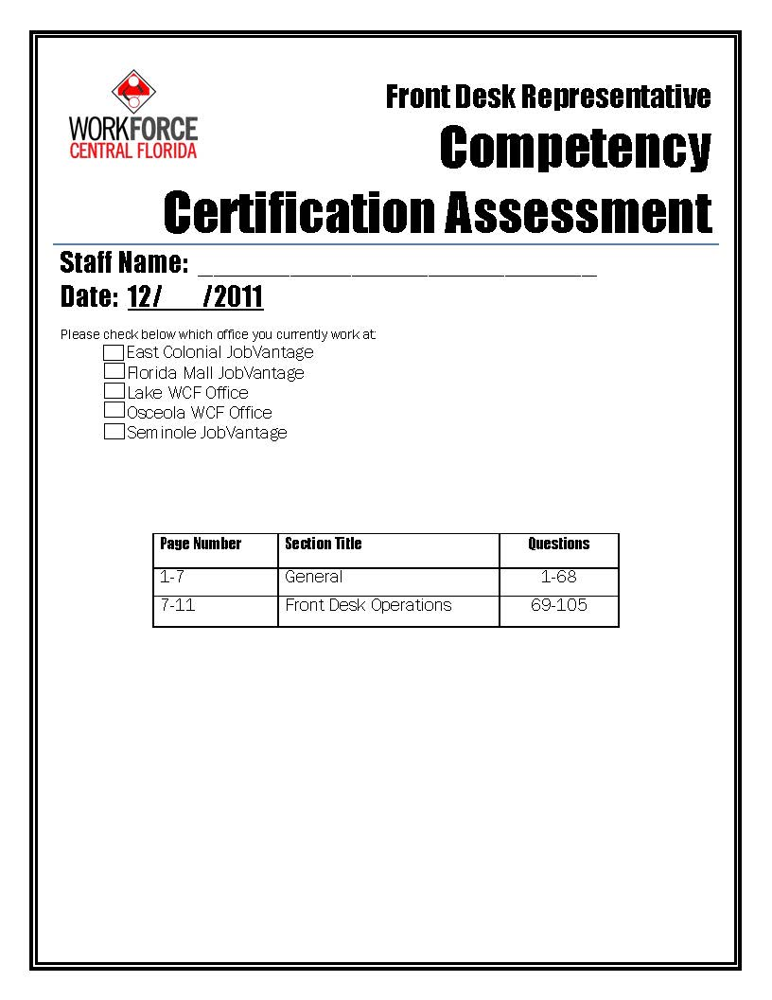 WORKFORCE
CENTRAL FLORIDA
Front Desk Representative
Competency
Certification Assessment
Staff Name: __________________________
Date: 12/ /2011
Please check below which office you currently work at:
East Colonial JobVantage
Florida Mall JobVantage
Lake WCF Office
Osceola WCF Office
Seminole JobVantage
Page Number Section Title Questions
1-7 General 1-68
7-11 Front Desk Operations 69-105